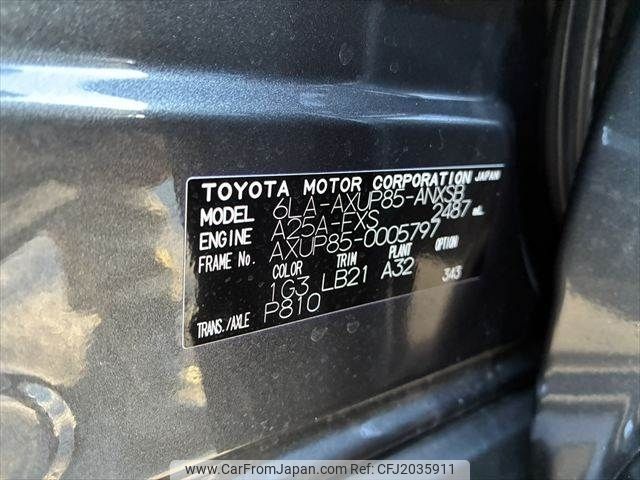 TOYOTA MOTOR CORPORATION JAPAN
MODEL 6LA-AXUP85-ANXSB
ENGINE A25A-FXS 2487 mL
FRAME No. AXUP85-0005797
COLOR TRIM PLANT OPTION
1G3 LB21 A32 343
TRANS./AXLE P810
www.CarFromJapan.com - CFJ2035911